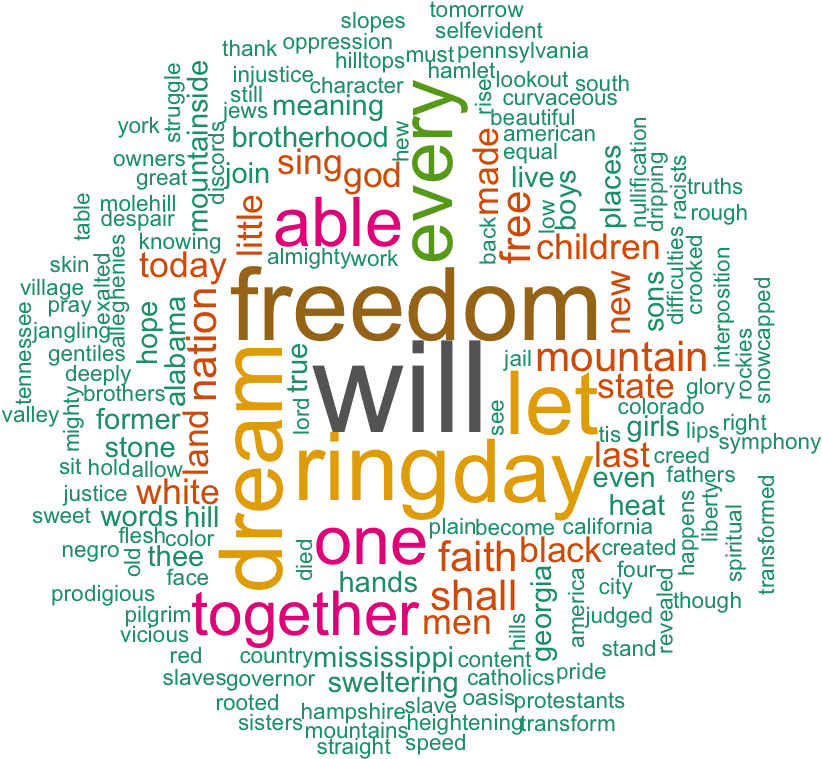 tomorrow
slopes
selfevident
thank
oppression
pennsylvania
hilltops
must
injustice
hamlet
lookout
south
character
still
rise
curvaceous
struggle
mountainside
jews
meaning
every
beautiful
york
brotherhood
hew
made
american
nullification
owners
discords
join
sing
god
equal
places
dripping
racists
great
live
boys
truths
table
molehill
little
able
free
low
rough
despair
knowing
almighty
work
back
children
difficulties
crooked
skin
exalted
alleghenies
today
freedom
new
sons
interposition
village
pray
hope
alabama
nation
snowcapped
tennessee
jangling
will
rockies
gentiles
true
jail
mountain
deeply
dream
let
state
glory
brothers
mighty
lord
see
colorado
valley
former
land
tis
girls
lips
right
symphony
stone
ring
day
last
creed
sit
hold
allow
even
fathers
justice
white
heat
happens
liberty
transformed
sweet
words
hill
plain
become
california
flesh
color
one
spiritual
negro
old
thee
died
faith
black
created
face
hands
four
city
prodigious
together
shall
georgia
america
though
pilgrim
men
judged
revealed
vicious
hills
stand
red
country
mississippi
content
slaves
governor
sweltering
catholics
pride
rooted
oasis
protestants
hampshire
slave
sisters
mountains
heightening
transform
straight
speed